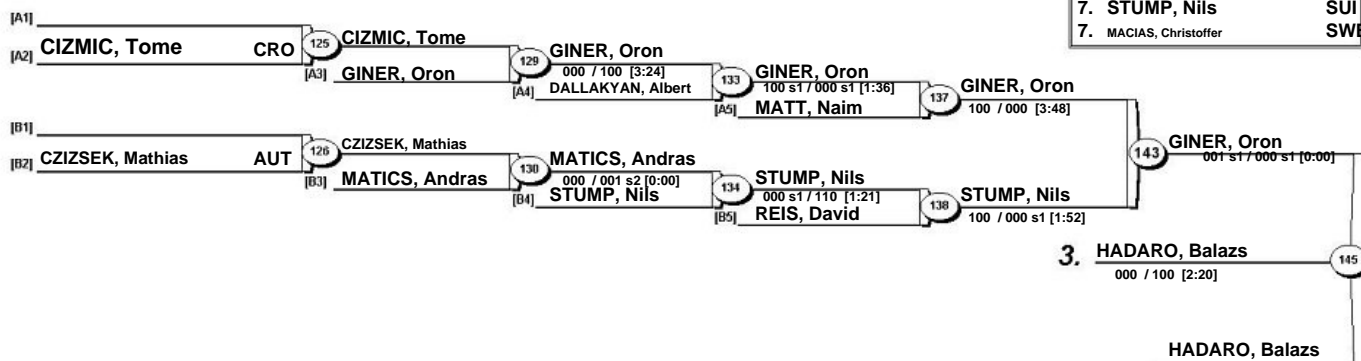 7. STUMP, Nils SUI
7. MACIAS, Christoffer SWE
[A1]
[A2] CIZMIC, Tome CRO
125 CIZMIC, Tome
[A3] GINER, Oron
129 GINER, Oron
000 / 100 [3:24]
[A4] DALLAKYAN, Albert
133 GINER, Oron
100 s1 / 000 s1 [1:36]
[A5] MATT, Naim
137 GINER, Oron
100 / 000 [3:48]
[B1]
[B2] CZIZSEK, Mathias AUT
126 CZIZSEK, Mathias
[B3] MATICS, Andras
130 MATICS, Andras
000 / 001 s2 [0:00]
[B4] STUMP, Nils
134 STUMP, Nils
000 s1 / 110 [1:21]
[B5] REIS, David
138 STUMP, Nils
100 / 000 s1 [1:52]
143 GINER, Oron
001 s1 / 000 s1 [0:00]
3. HADARO, Balazs
000 / 100 [2:20]
145
HADARO, Balazs